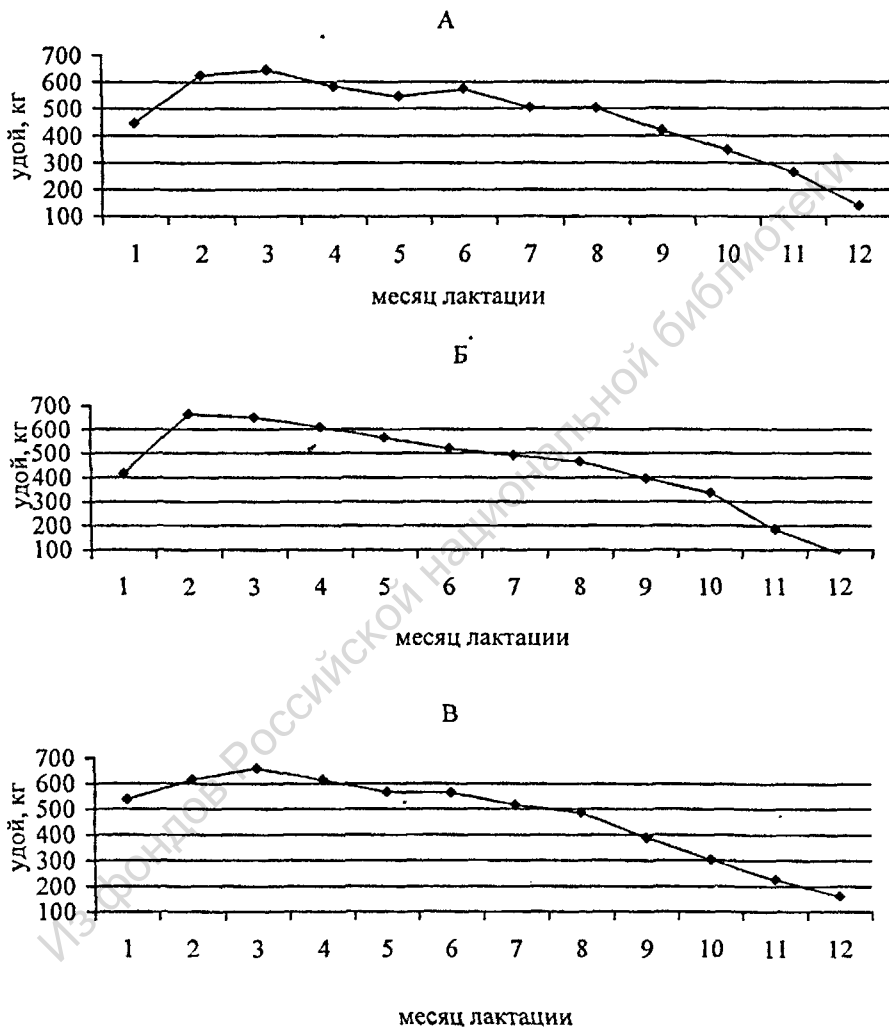 А
700
600
500
400
300
200
100
удой, кг
1 2 3 4 5 6 7 8 9 10 11 12
месяц лактации
Б
700
600
500
400
300
200
100
удой, кг
1 2 3 4 5 6 7 8 9 10 11 12
месяц лактации
В
700
600
500
400
300
200
100
удой, кг
1 2 3 4 5 6 7 8 9 10 11 12
месяц лактации
Из фондов Российской национальной библиотеки